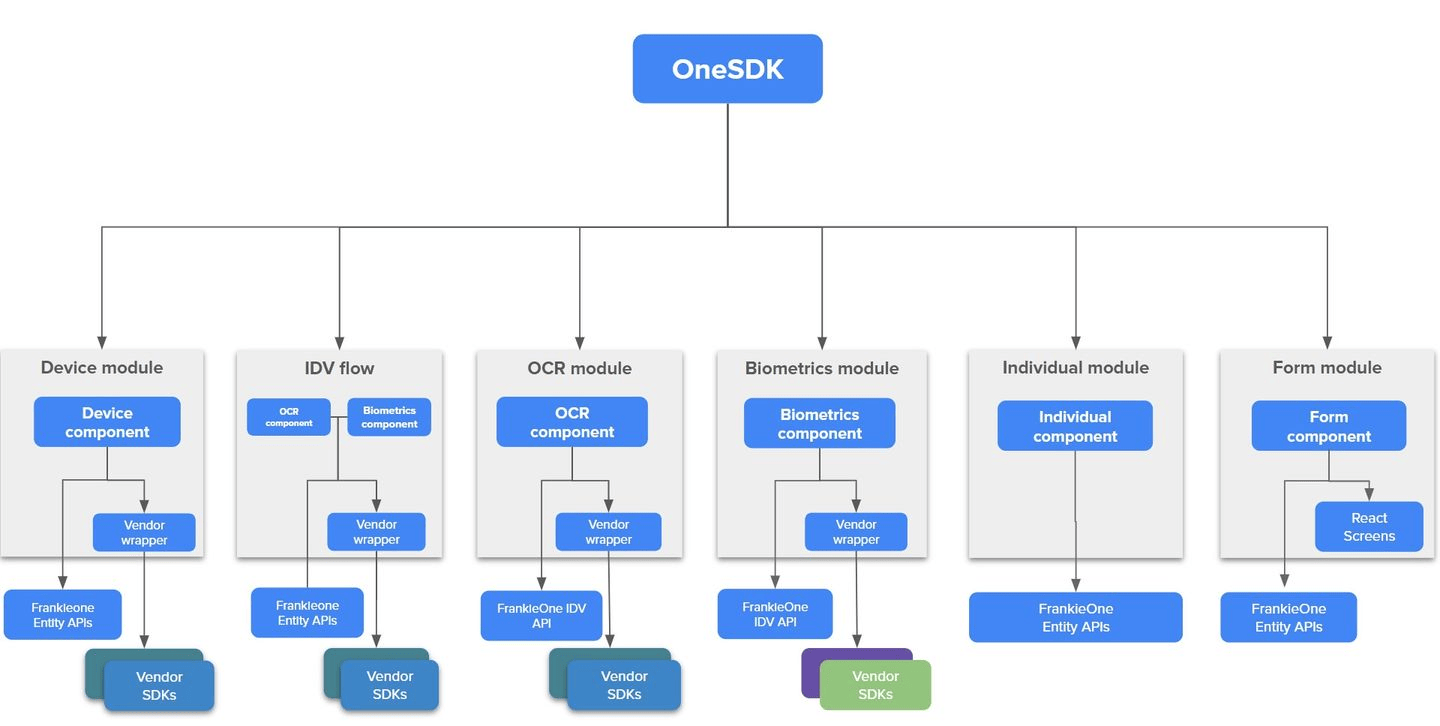 OneSDK
Device module
IDV flow
OCR module
Biometrics module
Individual module
Form module
Device
component
OCR
component
Biometrics
component
OCR
component
Biometrics
component
Individual
component
Form
component
Vendor
wrapper
Vendor
wrapper
Vendor
wrapper
Vendor
wrapper
React
Screens
Frankleone
Entity APIs
Frankleone
Entity APIs
FrankleOne IDV
API
FrankieOne
IDV API
FrankieOne
Entity APIs
FrankieOne
Entity APIs
Vendor
SDKs
Vendor
SDKs
Vendor
SDKs
Vendor
SDKs